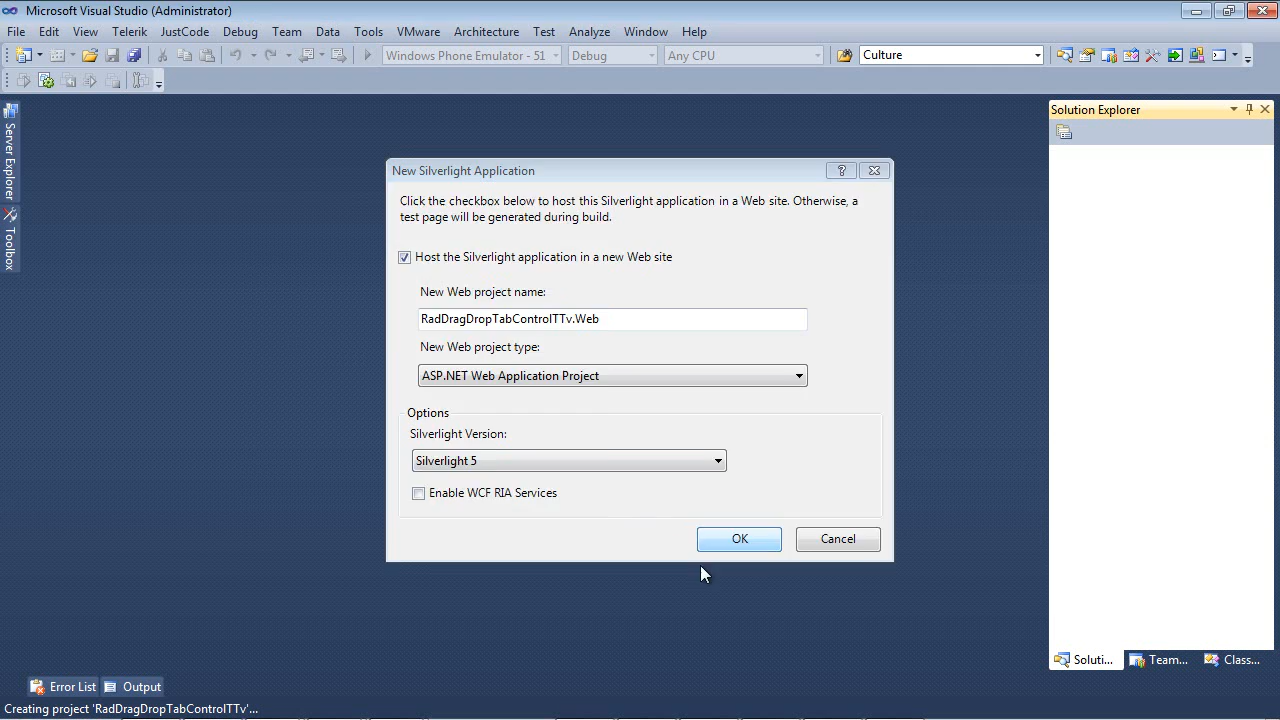 Microsoft Visual Studio (Administrator)
File Edit View Telerik JustCode Debug Team Data Tools VMware Architecture Test Analyze Window Help
Windows Phone Emulator - 51 Debug Any CPU Culture
Server Explorer
Toolbox
Solution Explorer
New Silverlight Application
Click the checkbox below to host this Silverlight application in a Web site. Otherwise, a
test page will be generated during build.
Host the Silverlight application in a new Web site
New Web project name:
RadDragDropTabControlTTv.Web
New Web project type:
ASP.NET Web Application Project
Options
Silverlight Version:
Silverlight 5
Enable WCF RIA Services
OK Cancel
Soluti... Team... Class...
Error List Output
Creating project 'RadDragDropTabControlTTv'...